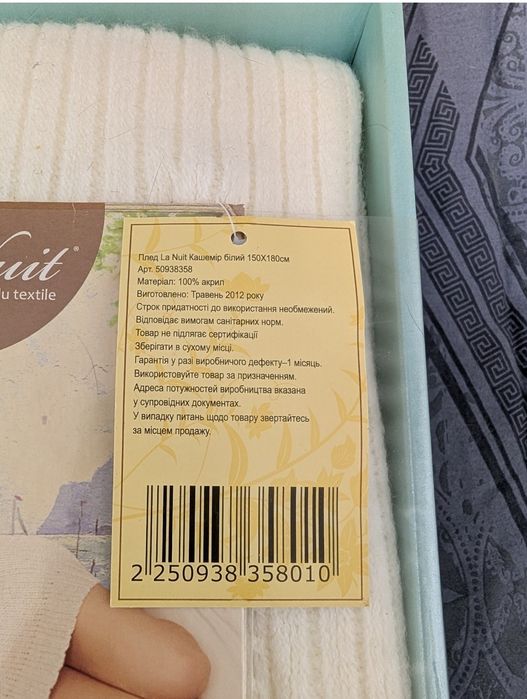 uit®
du textile
Плед La Nuit Кашемір білий 150X180см
Арт. 50938358
Матеріал: 100% акрил
Виготовлено: Травень 2012 року
Строк придатності до використання необмежений.
Відповідає вимогам санітарних норм.
Товар не підлягає сертифікації
Зберігати в сухому місці.
Гарантія у разі виробничого дефекту–1 місяць.
Використовуйте товар за призначенням.
Адреса потужностей виробництва вказана
у супровідних документах.
У випадку питань щодо товару звертайтесь
за місцем продажу.
2 250938 358010